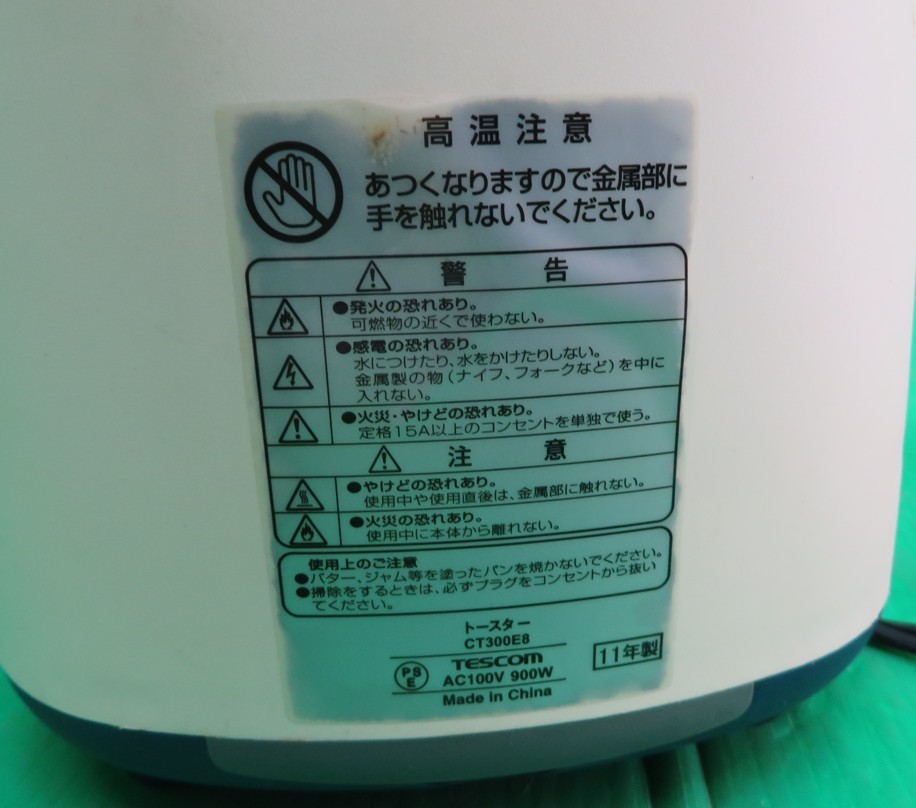 高温注意
あつくなりますので金属部に
手を触れないでください。
警告
●発火の恐れあり。
可燃物の近くで使わない。
●感電の恐れあり。
水につけたり、水をかけたりしない。
金属製の物(ナイフ、フォークなど)を中に
入れない。
●火災・やけどの恐れあり。
定格15A以上のコンセントを単独で使う。
注意
●やけどの恐れあり。
使用中や使用直後は、金属部に触れない。
●火災の恐れあり。
使用中に本体から離れない。
使用上のご注意
●バター、ジャム等を塗ったパンを焼かないでください。
●掃除をするときは、必ずプラグをコンセントから抜い
てください。
トースター
CT300E8
PS
E
TESCOM
AC100V 900W
11年製
Made in China